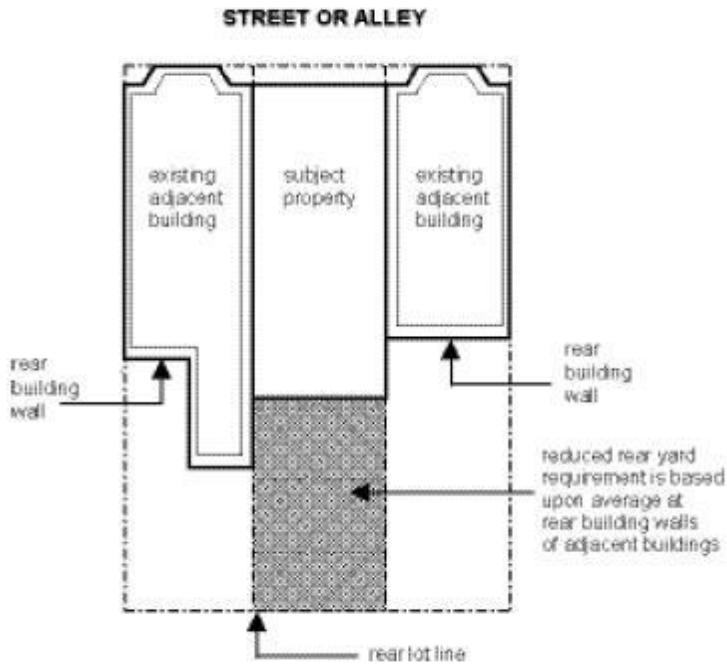 STREET OR ALLEY
existing
adjacent
building
subject
property
existing
adjacent
building
rear
building
wall
rear
building
wall
reduced rear yard
requirement is based
upon average at
rear building walls
of adjacent buildings
rear lot line